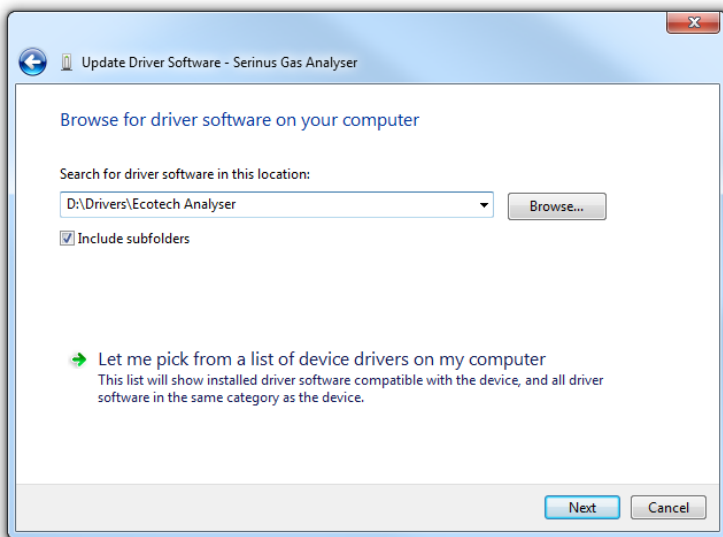 Update Driver Software - Serinus Gas Analyser
Browse for driver software on your computer
Search for driver software in this location:
D:\Drivers\Ecotech Analyser
Browse...
Include subfolders
Let me pick from a list of device drivers on my computer
This list will show installed driver software compatible with the device, and all driver
software in the same category as the device.
Next
Cancel